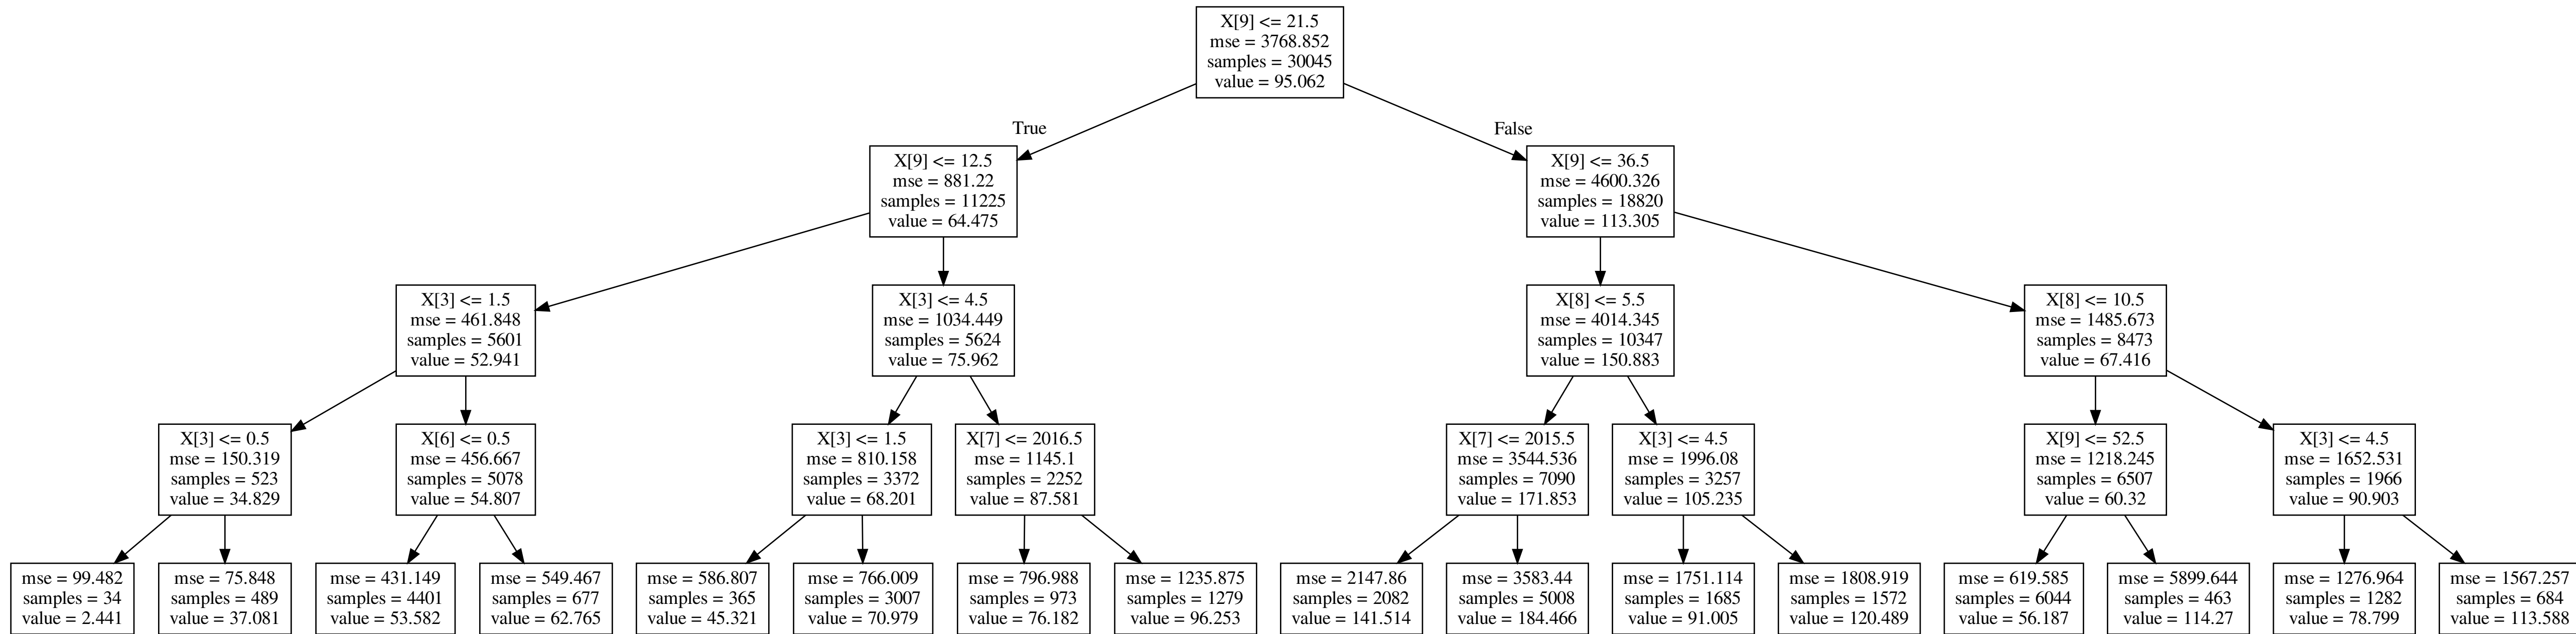 X[9] <= 21.5
mse = 3768.852
samples = 30045
value = 95.062
True
False
X[9] <= 12.5
mse = 881.22
samples = 11225
value = 64.475
X[9] <= 36.5
mse = 4600.326
samples = 18820
value = 113.305
X[3] <= 1.5
mse = 461.848
samples = 5601
value = 52.941
X[3] <= 4.5
mse = 1034.449
samples = 5624
value = 75.962
X[8] <= 5.5
mse = 4014.345
samples = 10347
value = 150.883
X[8] <= 10.5
mse = 1485.673
samples = 8473
value = 67.416
X[3] <= 0.5
mse = 150.319
samples = 523
value = 34.829
X[6] <= 0.5
mse = 456.667
samples = 5078
value = 54.807
X[3] <= 1.5
mse = 810.158
samples = 3372
value = 68.201
X[7] <= 2016.5
mse = 1145.1
samples = 2252
value = 87.581
X[7] <= 2015.5
mse = 3544.536
samples = 7090
value = 171.853
X[3] <= 4.5
mse = 1996.08
samples = 3257
value = 105.235
X[9] <= 52.5
mse = 1218.245
samples = 6507
value = 60.32
X[3] <= 4.5
mse = 1652.531
samples = 1966
value = 90.903
mse = 99.482
samples = 34
value = 2.441
mse = 75.848
samples = 489
value = 37.081
mse = 431.149
samples = 4401
value = 53.582
mse = 549.467
samples = 677
value = 62.765
mse = 586.807
samples = 365
value = 45.321
mse = 766.009
samples = 3007
value = 70.979
mse = 796.988
samples = 973
value = 76.182
mse = 1235.875
samples = 1279
value = 96.253
mse = 2147.86
samples = 2082
value = 141.514
mse = 3583.44
samples = 5008
value = 184.466
mse = 1751.114
samples = 1685
value = 91.005
mse = 1808.919
samples = 1572
value = 120.489
mse = 619.585
samples = 6044
value = 56.187
mse = 5899.644
samples = 463
value = 114.27
mse = 1276.964
samples = 1282
value = 78.799
mse = 1567.257
samples = 684
value = 113.588